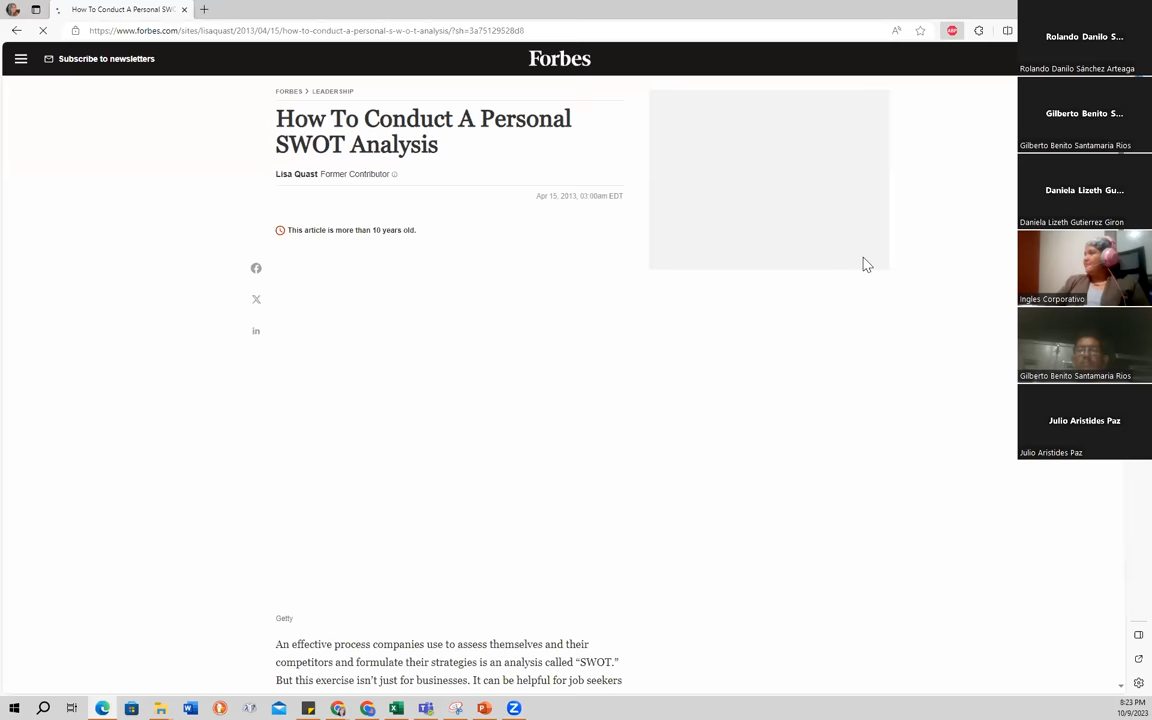 How To Conduct A Personal SWO
https://www.forbes.com/sites/lisaquast/2013/04/15/how-to-conduct-a-personal-s-w-o-t-analysis/?sh=3a75129528d8
ABP
Subscribe to newsletters
Forbes
FORBES > LEADERSHIP
How To Conduct A Personal
SWOT Analysis
Lisa Quast Former Contributor
Apr 15, 2013, 03:00am EDT
This article is more than 10 years old.
Getty
An effective process companies use to assess themselves and their
competitors and formulate their strategies is an analysis called “SWOT.”
But this exercise isn’t just for businesses. It can be helpful for job seekers
Rolando Danilo S...
Rolando Danilo Sánchez Arteaga
Gilberto Benito S...
Gilberto Benito Santamaria Rios
Daniela Lizeth Gu...
Daniela Lizeth Gutierrez Giron
Ingles Corporativo
Gilberto Benito Santamaria Rios
Julio Aristides Paz
Julio Aristides Paz
8:23 PM
10/9/2023